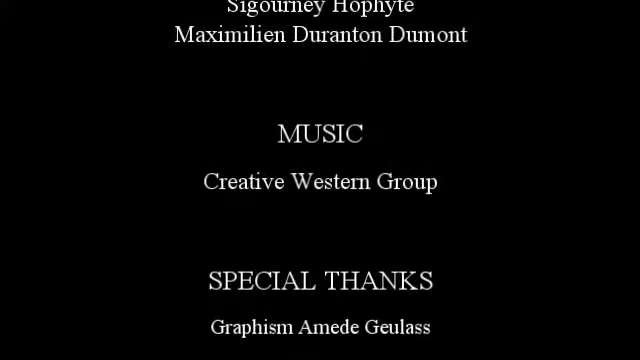 Sigourney Hophyte
Maximilien Duranton Dumont
MUSIC
Creative Western Group
SPECIAL THANKS
Graphism Amede Geulass